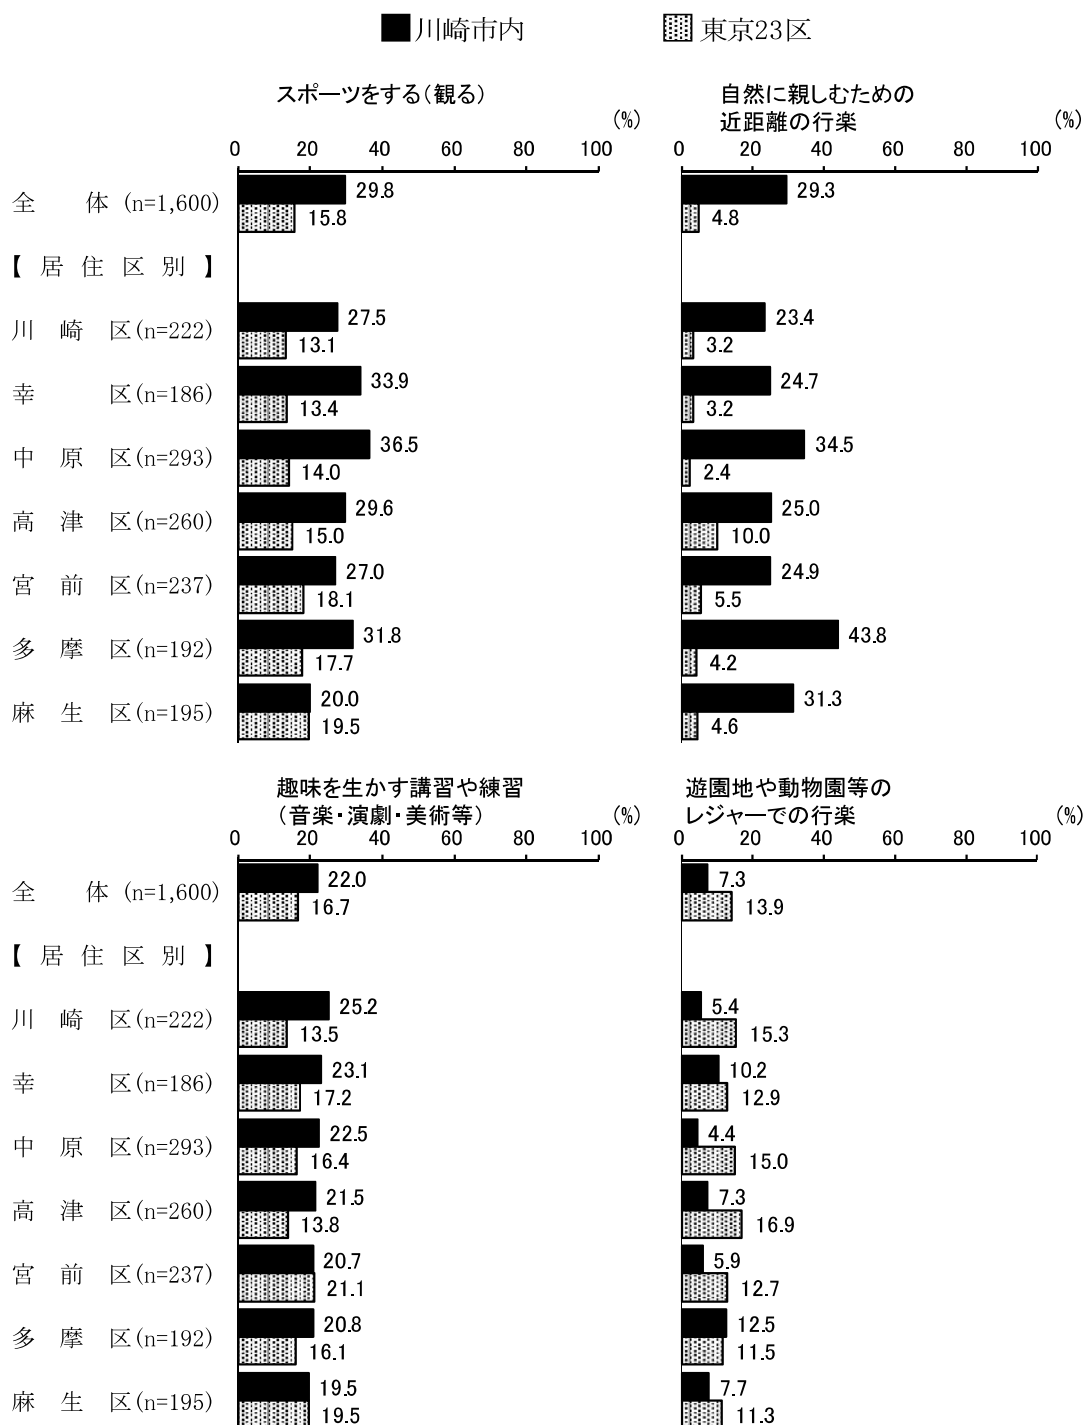 川崎市内 東京23区
スポーツをする（観る）
(%)
0 20 40 60 80 100
自然に親しむための
近距離の行楽
(%)
0 20 40 60 80 100
全 体 (n=1,600) 29.8 29.3
15.8 4.8
【 居 住 区 別 】
川 崎 区(n=222) 27.5 23.4
13.1 3.2
幸 区(n=186) 33.9 24.7
13.4 3.2
中 原 区(n=293) 36.5 34.5
14.0 2.4
高 津 区(n=260) 29.6 25.0
15.0 10.0
宮 前 区(n=237) 27.0 24.9
18.1 5.5
多 摩 区(n=192) 31.8 43.8
17.7 4.2
麻 生 区(n=195) 20.0 31.3
19.5 4.6
趣味を生かす講習や練習
（音楽・演劇・美術等）
(%)
0 20 40 60 80 100
遊園地や動物園等の
レジャーでの行楽
(%)
0 20 40 60 80 100
全 体 (n=1,600) 22.0 7.3
16.7 13.9
【 居 住 区 別 】
川 崎 区(n=222) 25.2 5.4
13.5 15.3
幸 区(n=186) 23.1 10.2
17.2 12.9
中 原 区(n=293) 22.5 4.4
16.4 15.0
高 津 区(n=260) 21.5 7.3
13.8 16.9
宮 前 区(n=237) 20.7 5.9
21.1 12.7
多 摩 区(n=192) 20.8 12.5
16.1 11.5
麻 生 区(n=195) 19.5 7.7
19.5 11.3